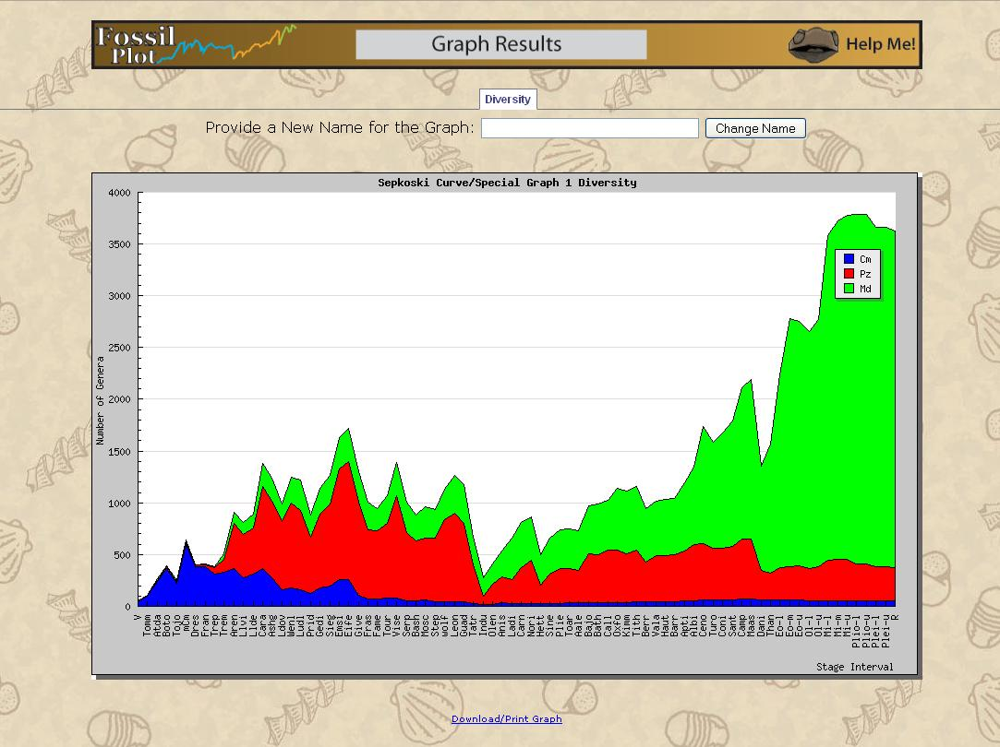 Fossil Plot
Graph Results
Help Me!
Diversity
Provide a New Name for the Graph:
Change Name
Sepkoski Curve/Special Graph 1 Diversity
4000
3500
3000
2500
2000
1500
1000
500
0
Number of Genera
Cm
Pz
Md
V Tomm Atda Boto Tojo mCm Dres Fran Trep Trem Aren Llvi Llde Cara Ashg Ldov Wenl Ludl Prid Gedi Sieg Emsi Eife Give Fras Fame Tour Vise Serp Bash Mosc Step Wolf Leon Guad Tatr Indu Olen Anis Ladi Carn Nori Hett Sine Plie Toar Aale Bajo Bath Call Oxfo Kimm Tith Berr Vala Haut Barr Apti Albi Ceno Turo Coni Sant Camp Maas Dani Than Eo-l Eo-m Eo-u Ol-l Ol-u Mi-l Mi-m Mi-u Plio-l Plio-u Plei-l Plei-u R
Stage Interval
Download/Print Graph